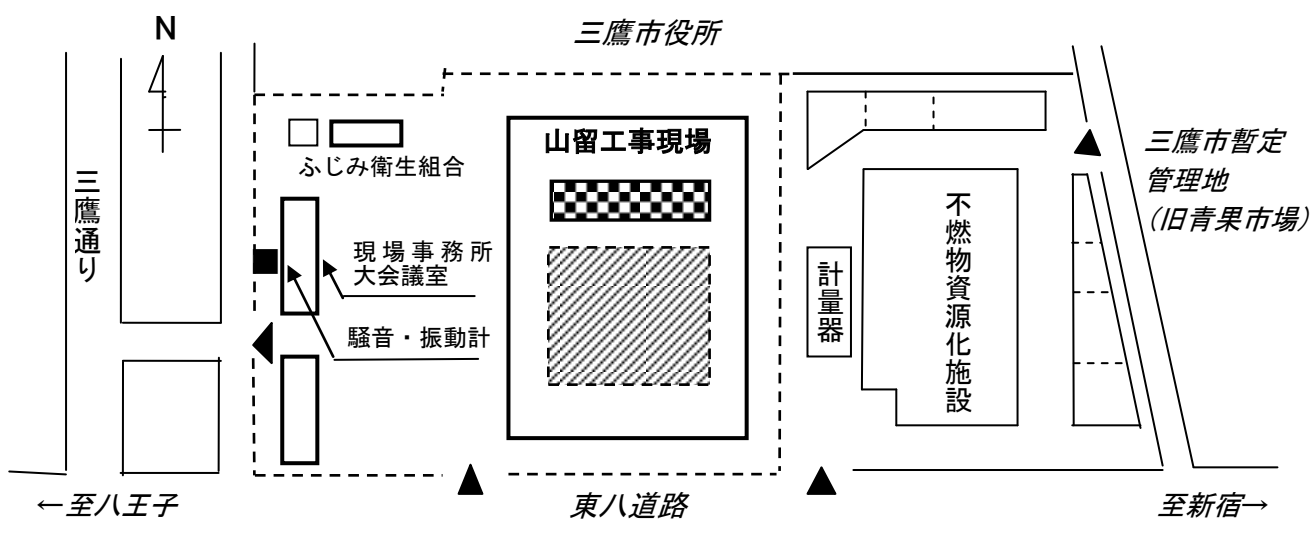 N
三鷹市役所
山留工事現場
ふじみ衛生組合
三鷹通り
現場事務所
大会議室
騒音・振動計
計量器
不燃物資源化施設
三鷹市暫定
管理地
(旧青果市場)
←至八王子
東八道路
至新宿→